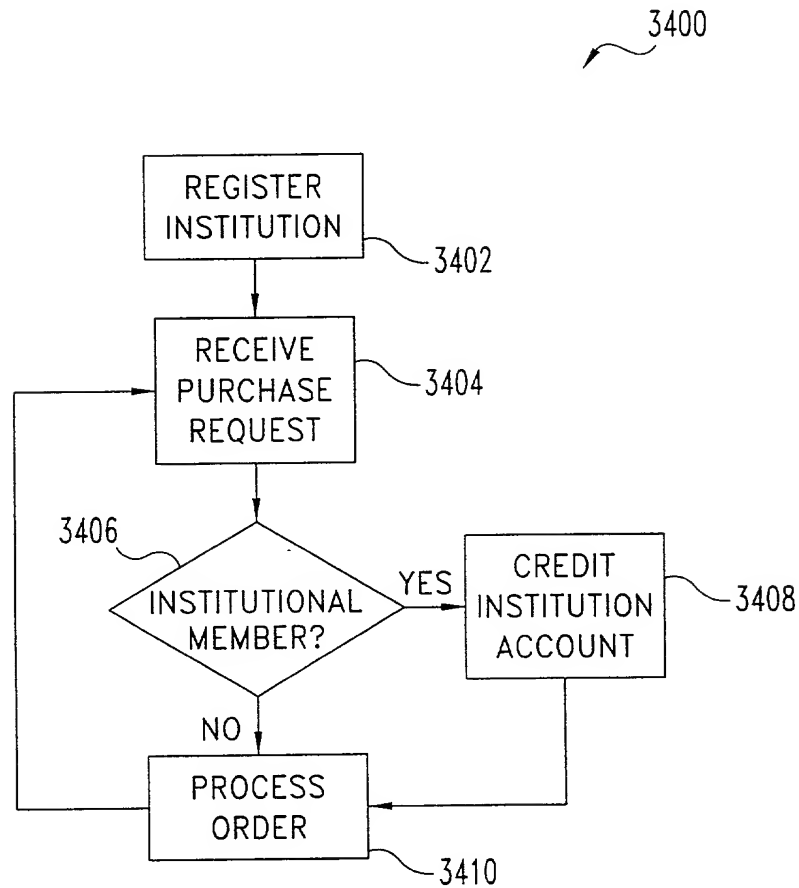 3400
REGISTER
INSTITUTION
3402
RECEIVE
PURCHASE
REQUEST
3404
3406
INSTITUTIONAL
MEMBER?
YES
CREDIT
INSTITUTION
ACCOUNT
3408
NO
PROCESS
ORDER
3410